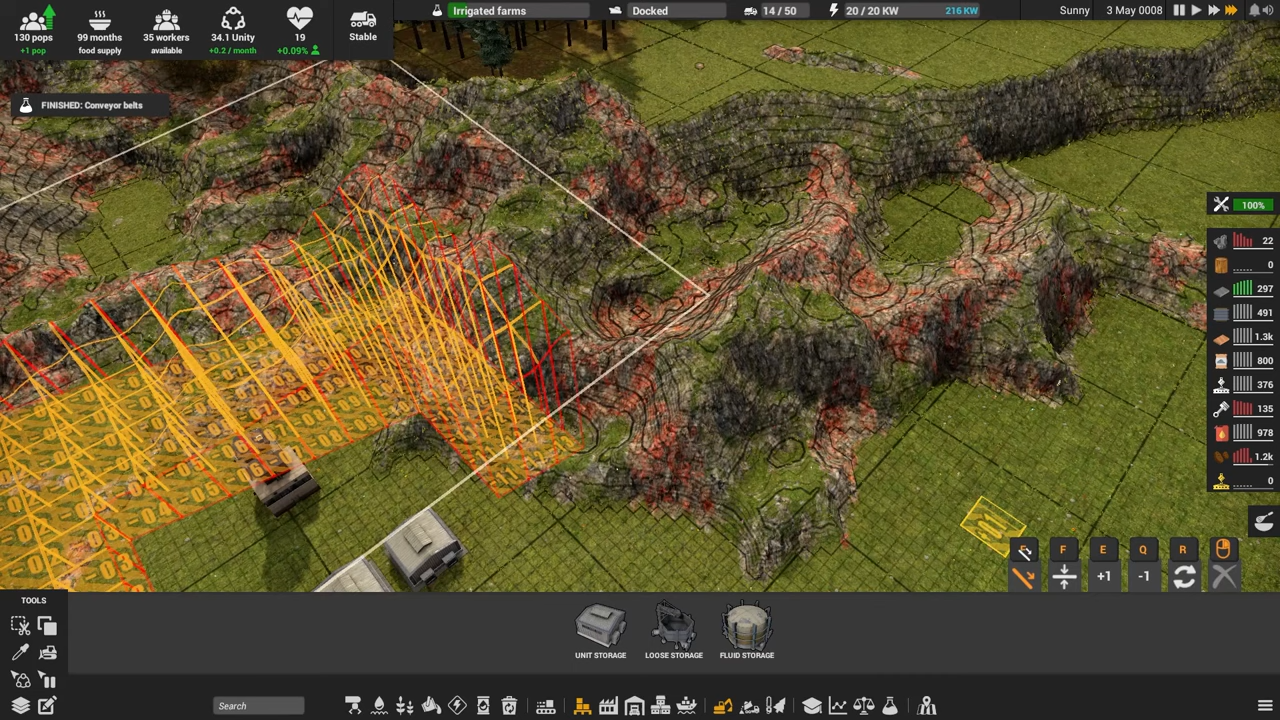 130 pops
+1 pop
99 months
food supply
35 workers
available
34.1 Unity
+0.2 / month
19
+0.09%
Stable
Irrigated farms
Docked
14 / 50
20 / 20 KW
216 KW
Sunny
3 May 0008
FINISHED: Conveyor belts
100%
22
0
297
491
1.3k
800
376
135
978
1.2k
0
F
E
Q
R
+1
-1
TOOLS
UNIT STORAGE
LOOSE STORAGE
FLUID STORAGE
Search